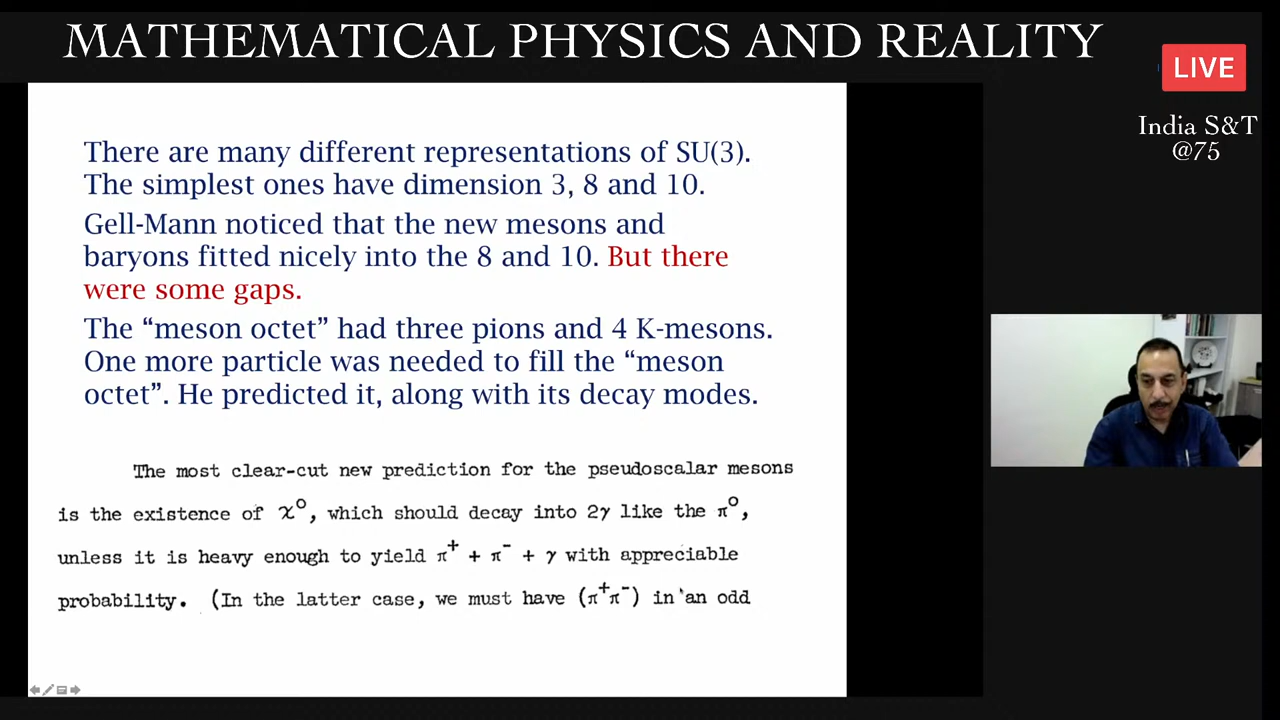 MATHEMATICAL PHYSICS AND REALITY
LIVE
India S&T
@75
There are many different representations of SU(3).
The simplest ones have dimension 3, 8 and 10.
Gell-Mann noticed that the new mesons and
baryons fitted nicely into the 8 and 10. But there
were some gaps.
The “meson octet” had three pions and 4 K-mesons.
One more particle was needed to fill the “meson
octet”. He predicted it, along with its decay modes.
The most clear-cut new prediction for the pseudoscalar mesons
is the existence of χ⁰, which should decay into 2γ like the π⁰,
unless it is heavy enough to yield π⁺ + π⁻ + γ with appreciable
probability. (In the latter case, we must have (π⁺π⁻) in an odd